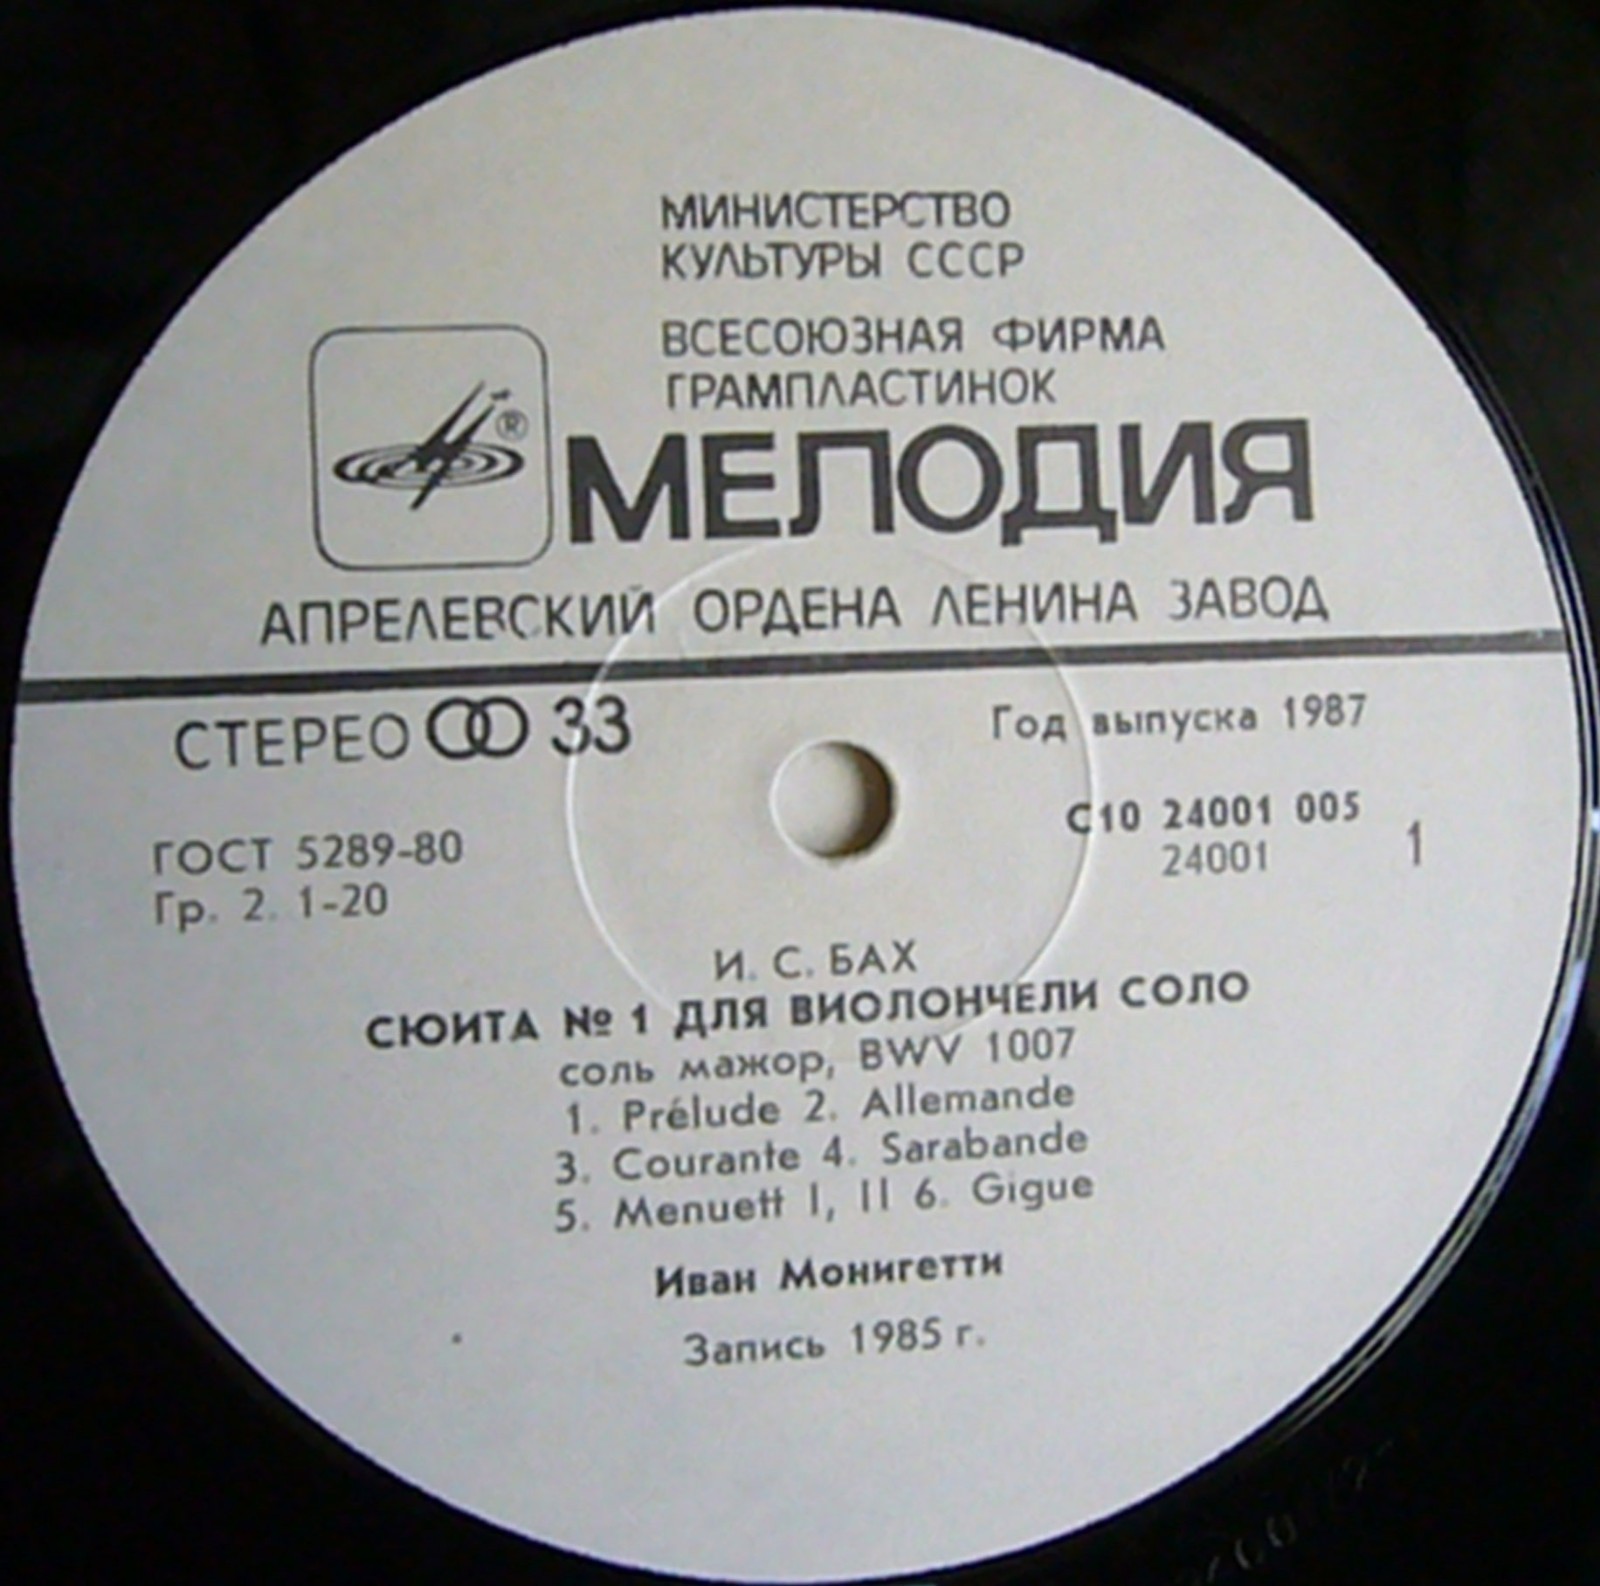 МИНИСТЕРСТВО
КУЛЬТУРЫ СССР
ВСЕСОЮЗНАЯ ФИРМА
ГРАМПЛАСТИНОК
®
МЕЛОДИЯ
АПРЕЛЕВСКИЙ ОРДЕНА ЛЕНИНА ЗАВОД
СТЕРЕО 33
Год выпуска 1987
ГОСТ 5289-80
Гр. 2. 1-20
С10 24001 005
24001
1
И. С. БАХ
СЮИТА № 1 ДЛЯ ВИОЛОНЧЕЛИ СОЛО
соль мажор, BWV 1007
1. Prélude 2. Allemande
3. Courante 4. Sarabande
5. Menuett I, II 6. Gigue
Иван Монигетти
Запись 1985 г.